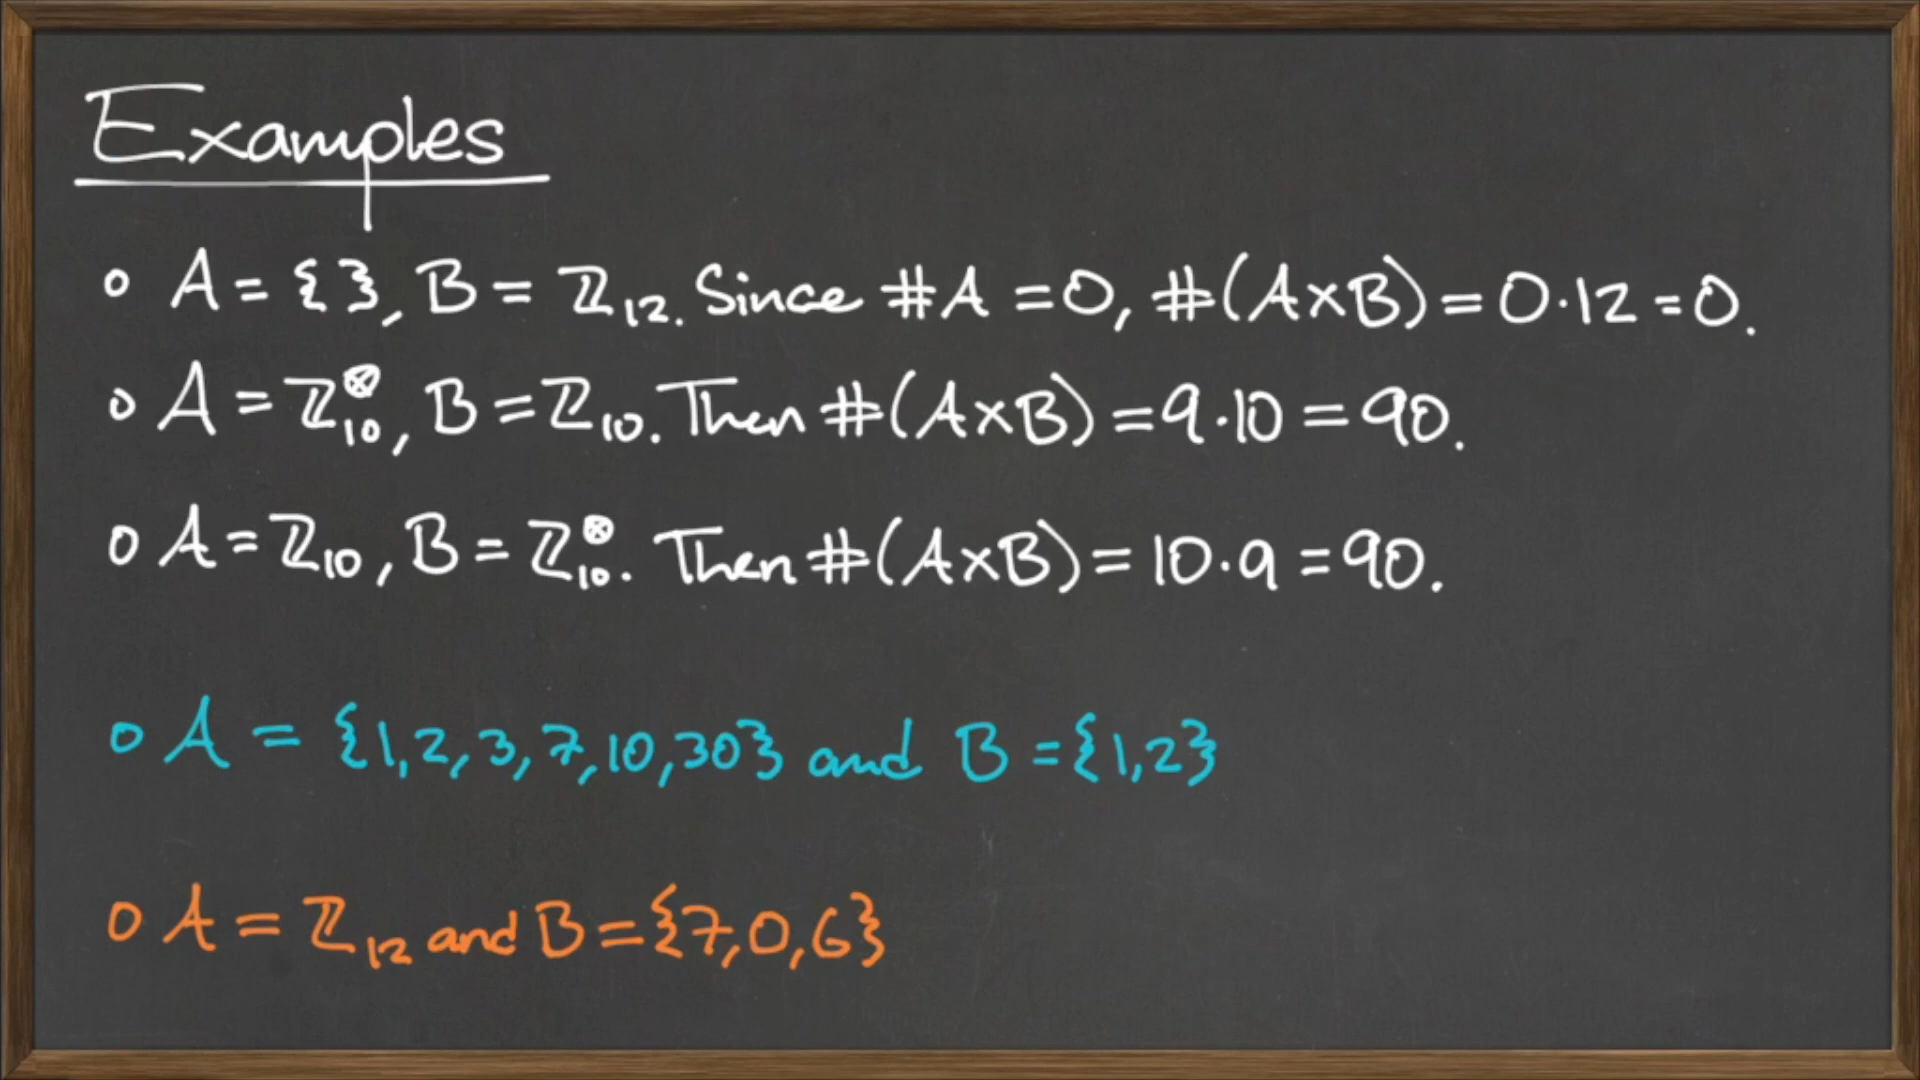 Examples
o A = { }, B = ℤ₁₂. Since #A = 0, #(A×B) = 0·12 = 0.
o A = ℤ₁₀^⊗, B = ℤ₁₀. Then #(A×B) = 9·10 = 90.
o A = ℤ₁₀, B = ℤ₁₀^⊗. Then #(A×B) = 10·9 = 90.
o A = {1,2,3,7,10,30} and B = {1,2}
o A = ℤ₁₂ and B = {7,0,6}